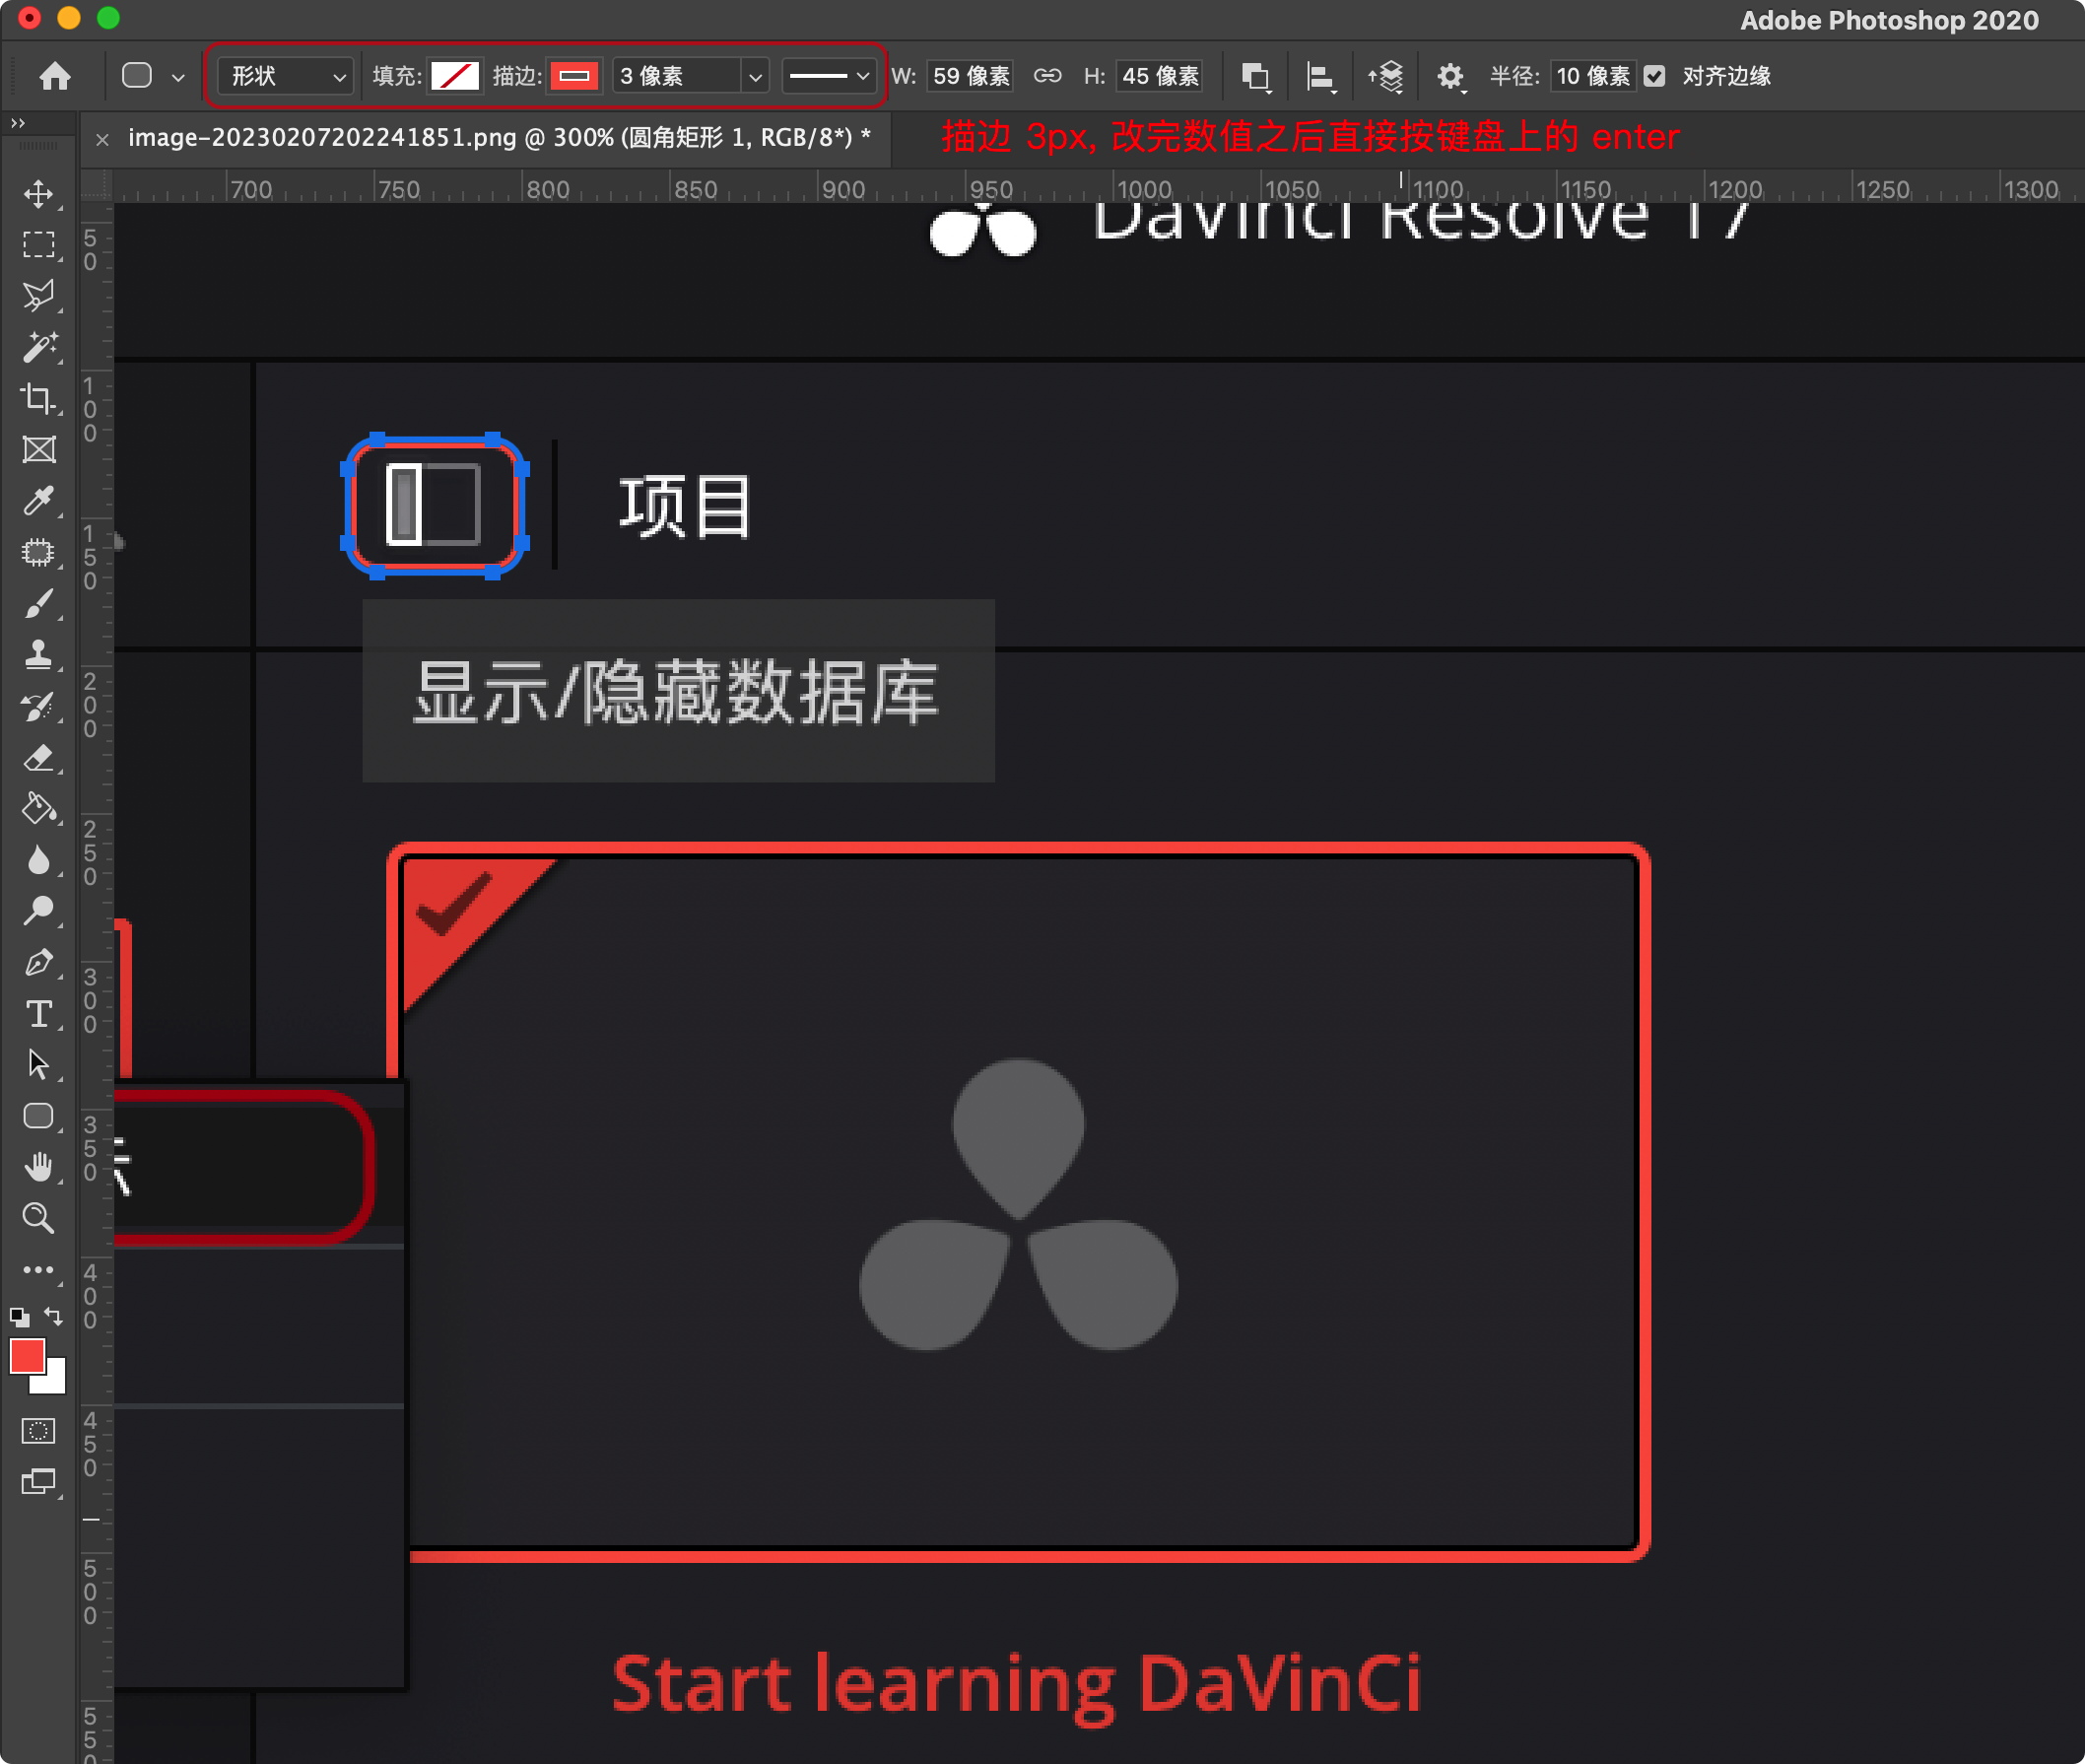 Adobe Photoshop 2020
形状 填充: 描边: 3 像素 W: 59 像素 H: 45 像素 半径: 10 像素 对齐边缘
image-20230207202241851.png @ 300% (圆角矩形 1, RGB/8*) *
描边 3px, 改完数值之后直接按键盘上的 enter
700 750 800 850 900 950 1000 1050 1100 1150 1200 1250 1300
DaVinci Resolve 17
50
100
150
200
250
300
350
400
450
500
550
项目
显示/隐藏数据库
Start learning DaVinCi